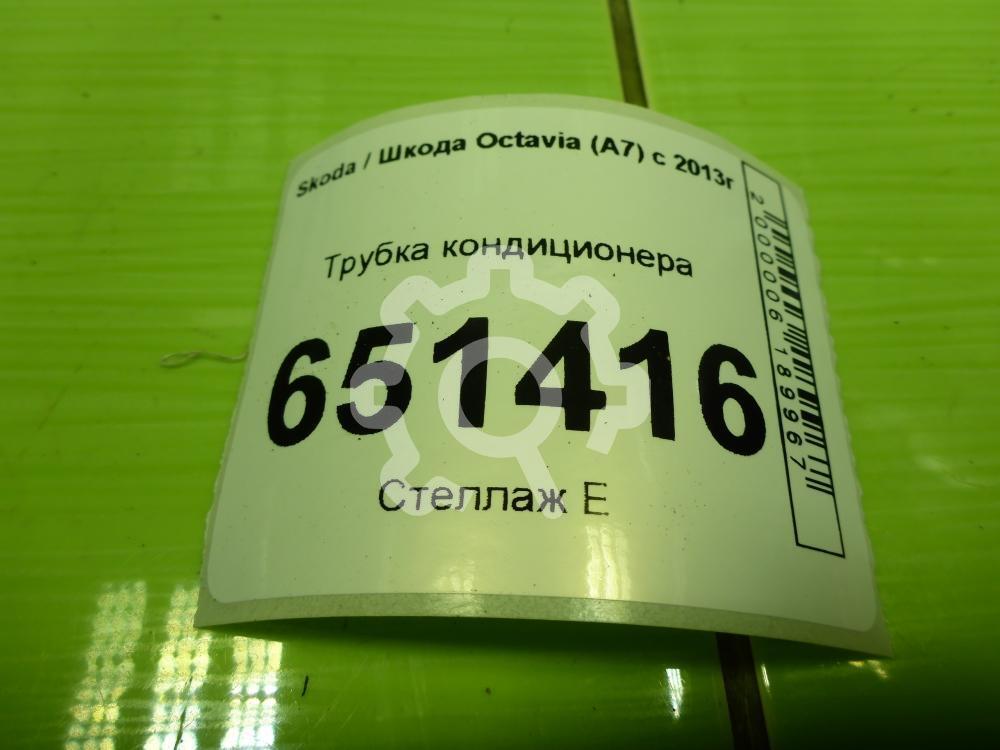 Skoda / Шкода Octavia (A7) с 2013г
Трубка кондиционера
651416
Стеллаж Е
2000006189967